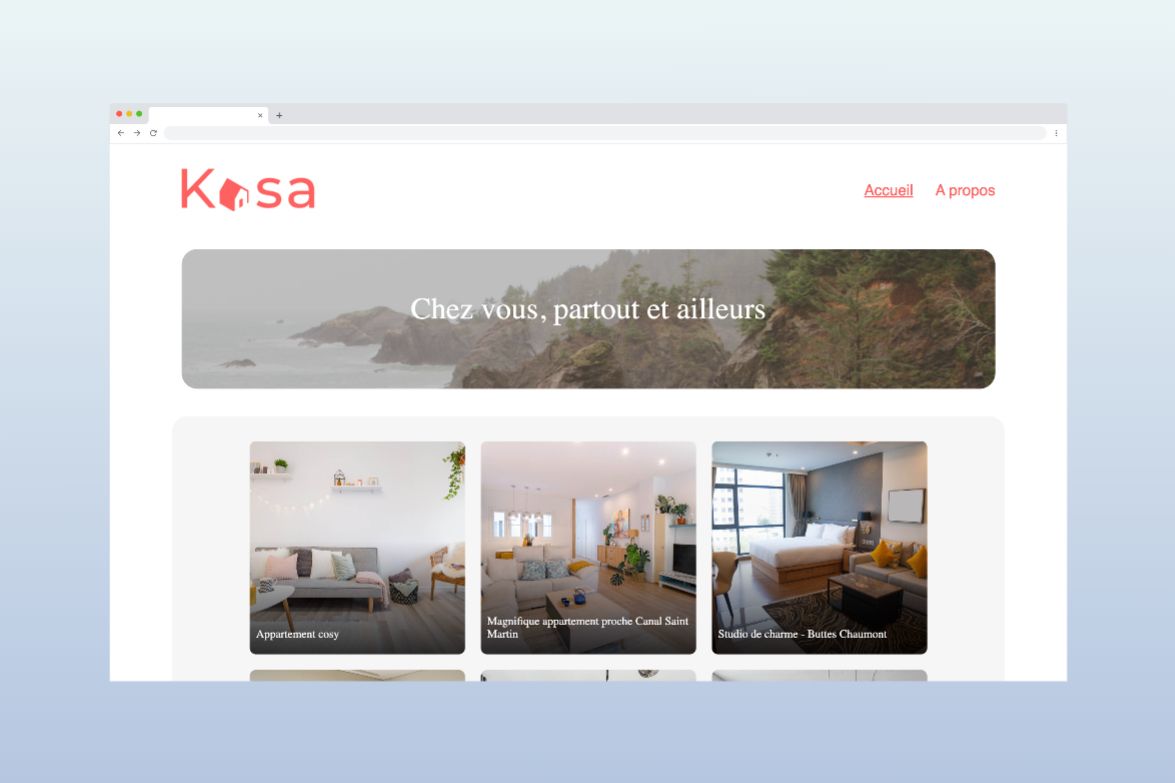 Kasa
Accueil A propos
Chez vous, partout et ailleurs
Appartement cosy
Magnifique appartement proche Canal Saint
Martin
Studio de charme - Buttes Chaumont